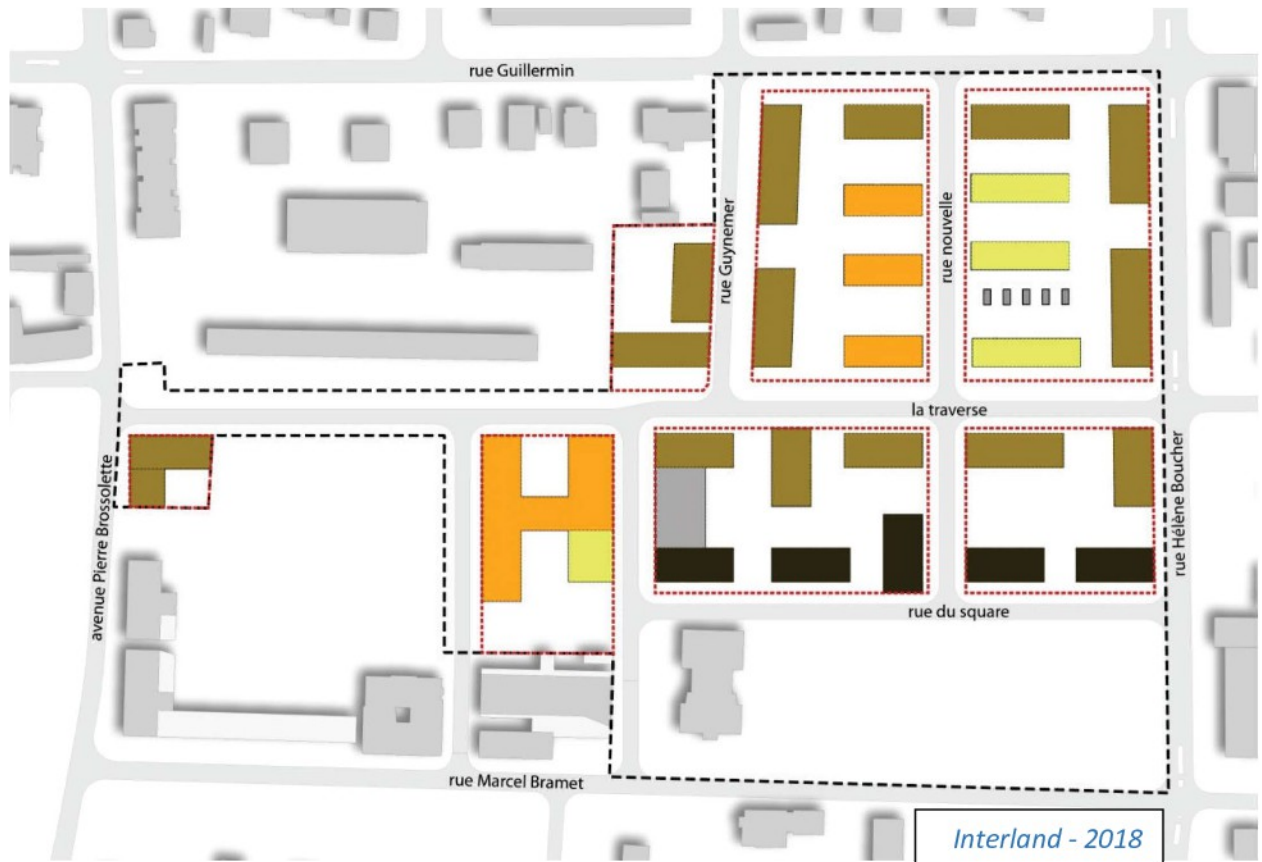 rue Guillermin
rue Guynemer
rue nouvelle
la traverse
avenue Pierre Brossolette
rue Hélène Boucher
rue du square
rue Marcel Bramet
Interland - 2018